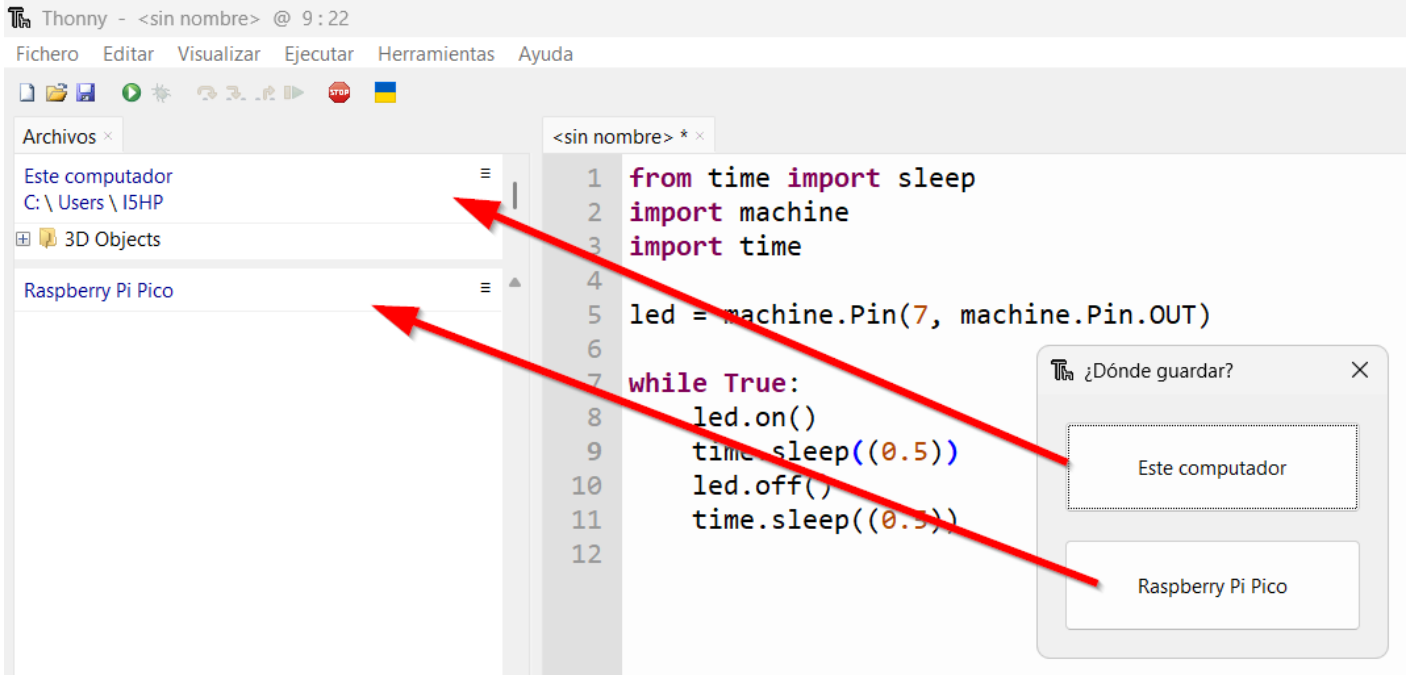 Thonny - <sin nombre> @ 9:22
Fichero Editar Visualizar Ejecutar Herramientas Ayuda
STOP
Archivos ×
Este computador
C: \ Users \ I5HP
3D Objects
Raspberry Pi Pico
<sin nombre> * ×
1 from time import sleep
2 import machine
3 import time
4
5 led = machine.Pin(7, machine.Pin.OUT)
6
7 while True:
8 led.on()
9 time.sleep((0.5))
10 led.off()
11 time.sleep((0.5))
12
¿Dónde guardar?
Este computador
Raspberry Pi Pico